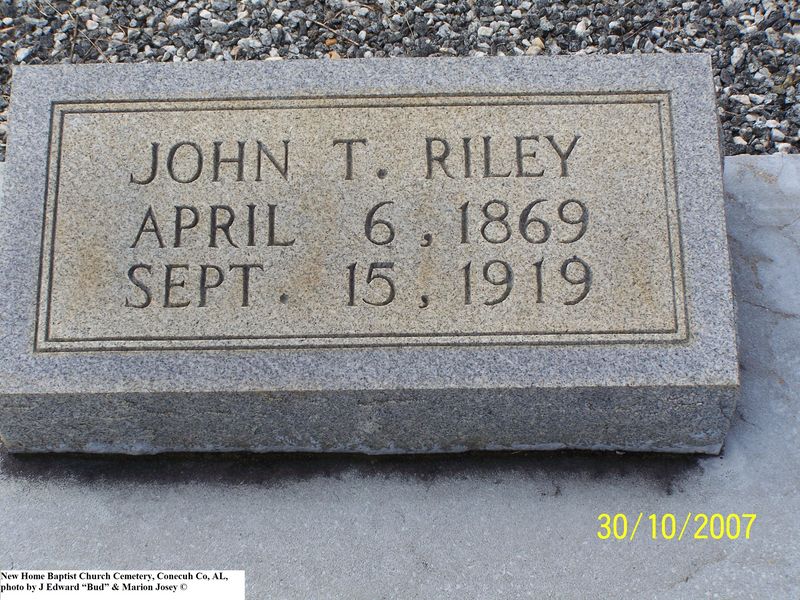 JOHN T. RILEY
APRIL 6, 1869
SEPT. 15, 1919
30/10/2007
New Home Baptist Church Cemetery, Conecuh Co, AL,
photo by J Edward “Bud” & Marion Josey ©